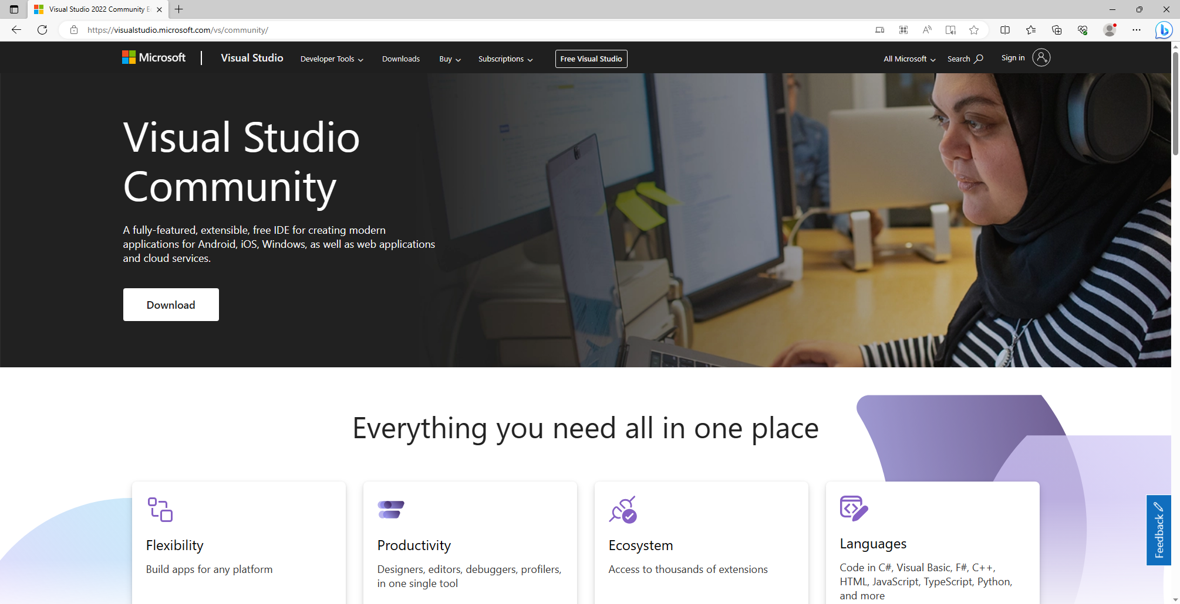 Visual Studio 2022 Community E
https://visualstudio.microsoft.com/vs/community/
Microsoft
Visual Studio
Developer Tools
Downloads
Buy
Subscriptions
Free Visual Studio
All Microsoft
Search
Sign in
Visual Studio
Community
A fully-featured, extensible, free IDE for creating modern
applications for Android, iOS, Windows, as well as web applications
and cloud services.
Download
Everything you need all in one place
Flexibility
Build apps for any platform
Productivity
Designers, editors, debuggers, profilers,
in one single tool
Ecosystem
Access to thousands of extensions
Languages
Code in C#, Visual Basic, F#, C++,
HTML, JavaScript, TypeScript, Python,
and more
Feedback